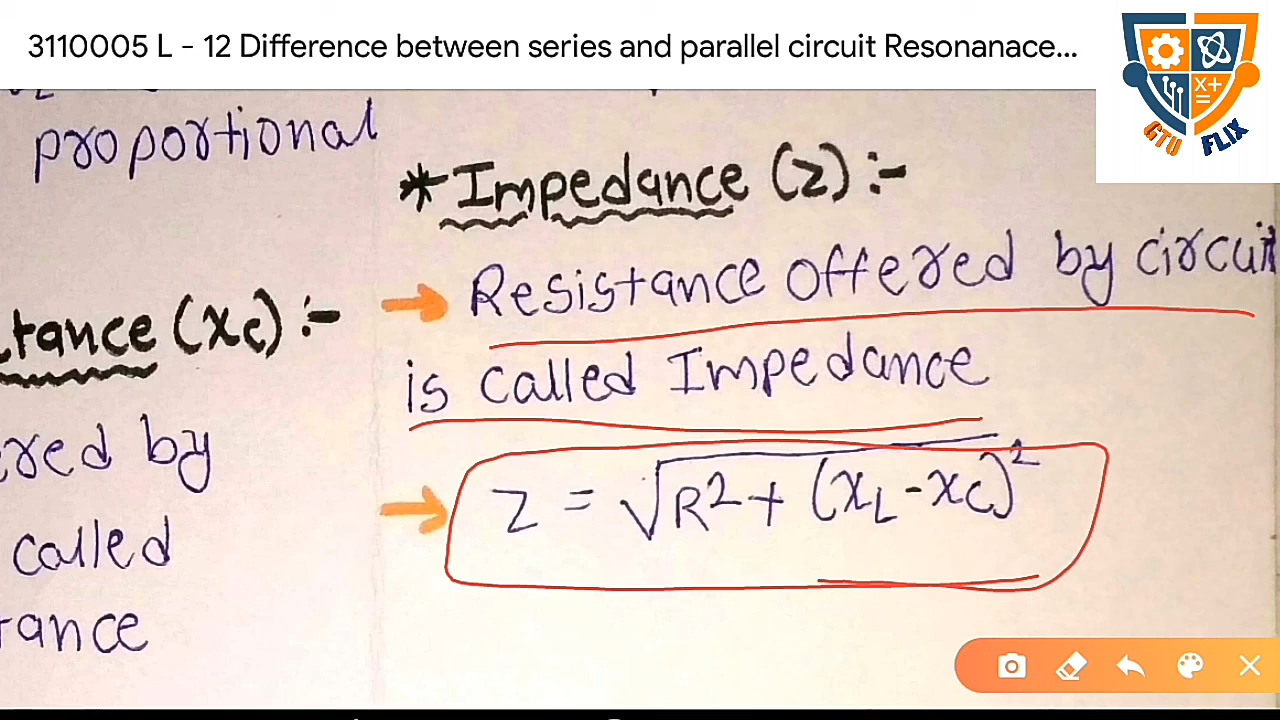 3110005 L - 12 Difference between series and parallel circuit Resonanace...
x+
=
GTU FLIX
proportional
tance (Xc) :-
ered by
called
tance
* Impedance (Z) :-
Resistance offered by circuit
is called Impedance
Z = √R² + (XL - XC)²